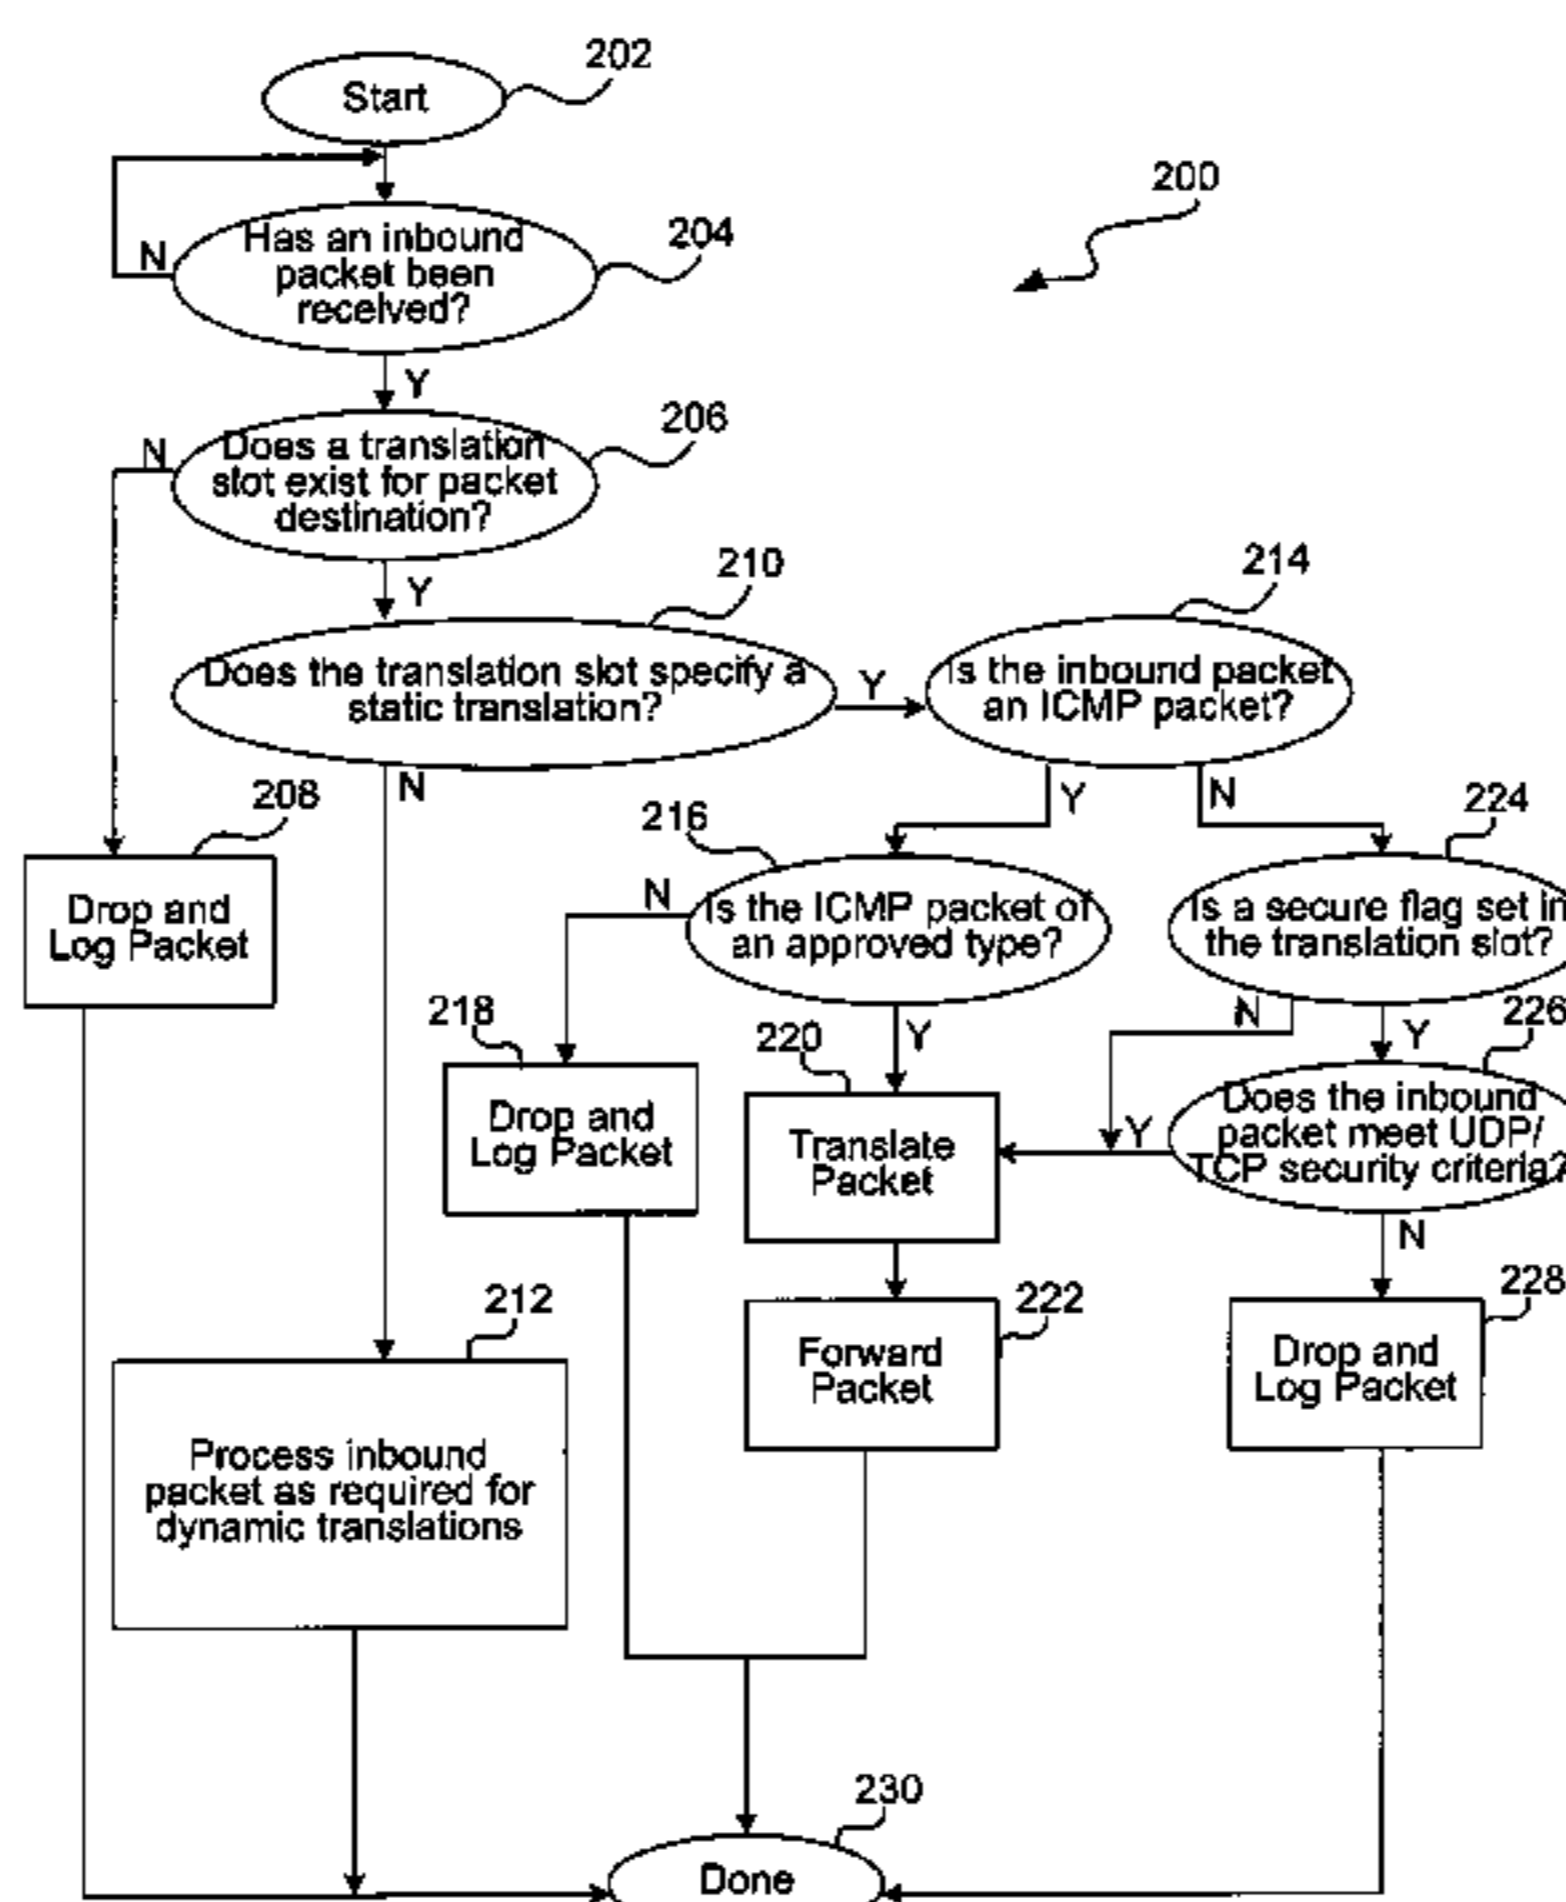 202
Start
200
204
N
Has an inbound
packet been
received?
Y
206
N
Does a translation
slot exist for packet
destination?
Y
210
214
Does the translation slot specify a
static translation?
Y
Is the inbound packet
an ICMP packet?
N
Y
N
208
216
224
Drop and
Log Packet
N
Is the ICMP packet of
an approved type?
Is a secure flag set in
the translation slot?
218
Y
220
N
Y
226
Drop and
Log Packet
Translate
Packet
Y
Does the inbound
packet meet UDP/
TCP security criteria?
N
212
222
228
Forward
Packet
Drop and
Log Packet
Process inbound
packet as required for
dynamic translations
230
Done